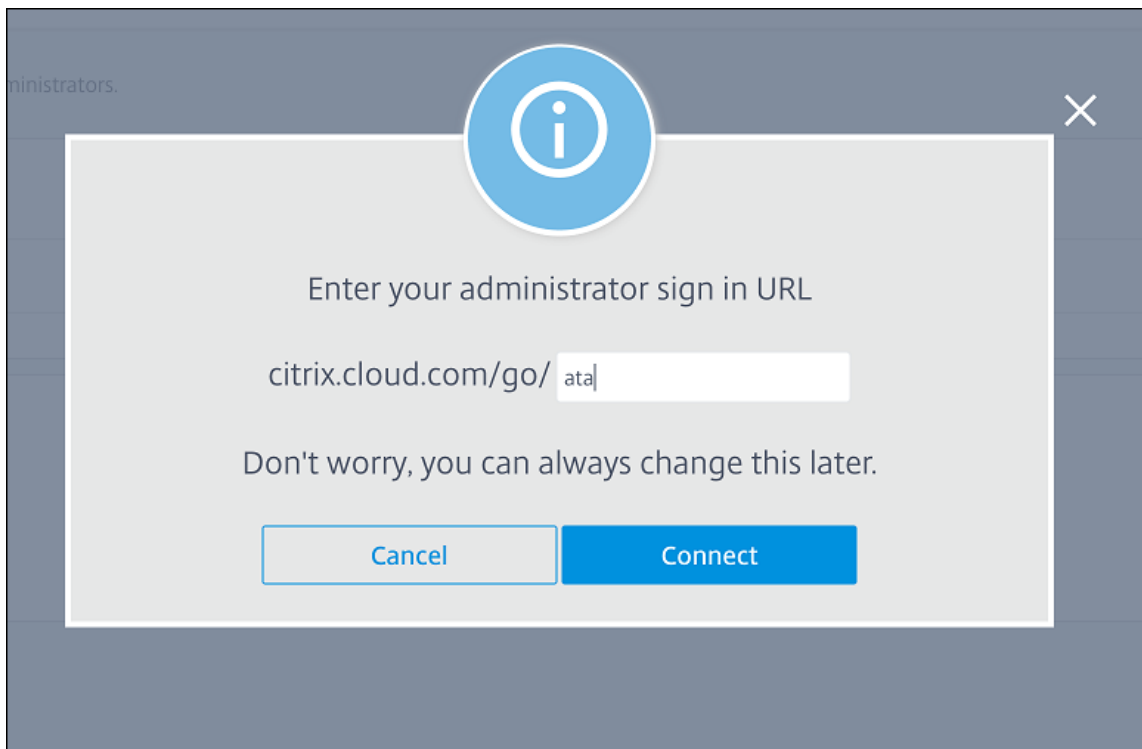 ministrators.
Enter your administrator sign in URL
citrix.cloud.com/go/ ata
Don't worry, you can always change this later.
Cancel Connect